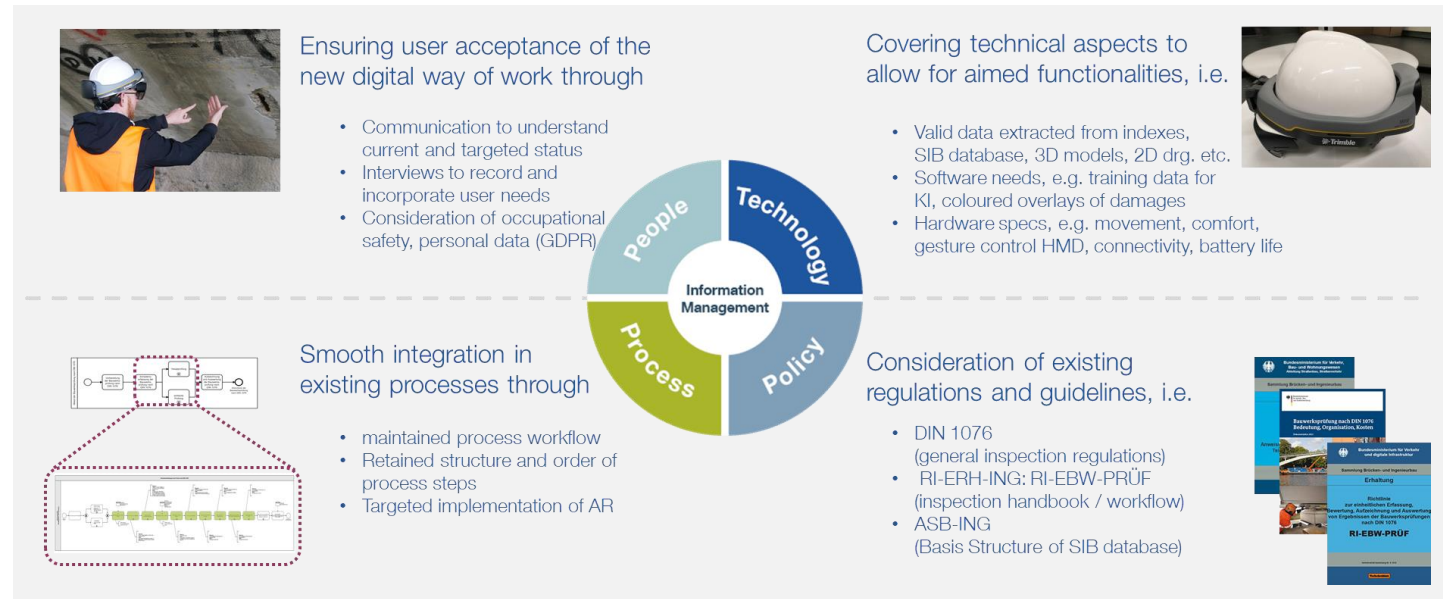 Ensuring user acceptance of the
new digital way of work through
• Communication to understand
current and targeted status
• Interviews to record and
incorporate user needs
• Consideration of occupational
safety, personal data (GDPR)
Covering technical aspects to
allow for aimed functionalities, i.e.
• Valid data extracted from indexes,
SIB database, 3D models, 2D drg. etc.
• Software needs, e.g. training data for
KI, coloured overlays of damages
• Hardware specs, e.g. movement, comfort,
gesture control HMD, connectivity, battery life
Trimble
People
Technology
Information
Management
Process
Policy
Smooth integration in
existing processes through
• maintained process workflow
• Retained structure and order of
process steps
• Targeted implementation of AR
Consideration of existing
regulations and guidelines, i.e.
• DIN 1076
(general inspection regulations)
• RI-ERH-ING: RI-EBW-PRÜF
(inspection handbook / workflow)
• ASB-ING
(Basis Structure of SIB database)
Bundesministerium für Verkehr,
Bau- und Wohnungswesen
Sammlung Brücken- und Ingenieurbau
Bauwerksprüfung nach DIN 1076
Bedeutung, Organisation, Kosten
Bundesministerium für Verkehr
und digitale Infrastruktur
Sammlung Brücken- und Ingenieurbau
Erhaltung
Richtlinie
zur einheitlichen Erfassung,
Bewertung, Aufzeichnung und Auswertung
von Ergebnissen der Bauwerksprüfungen
nach DIN 1076
RI-EBW-PRÜF